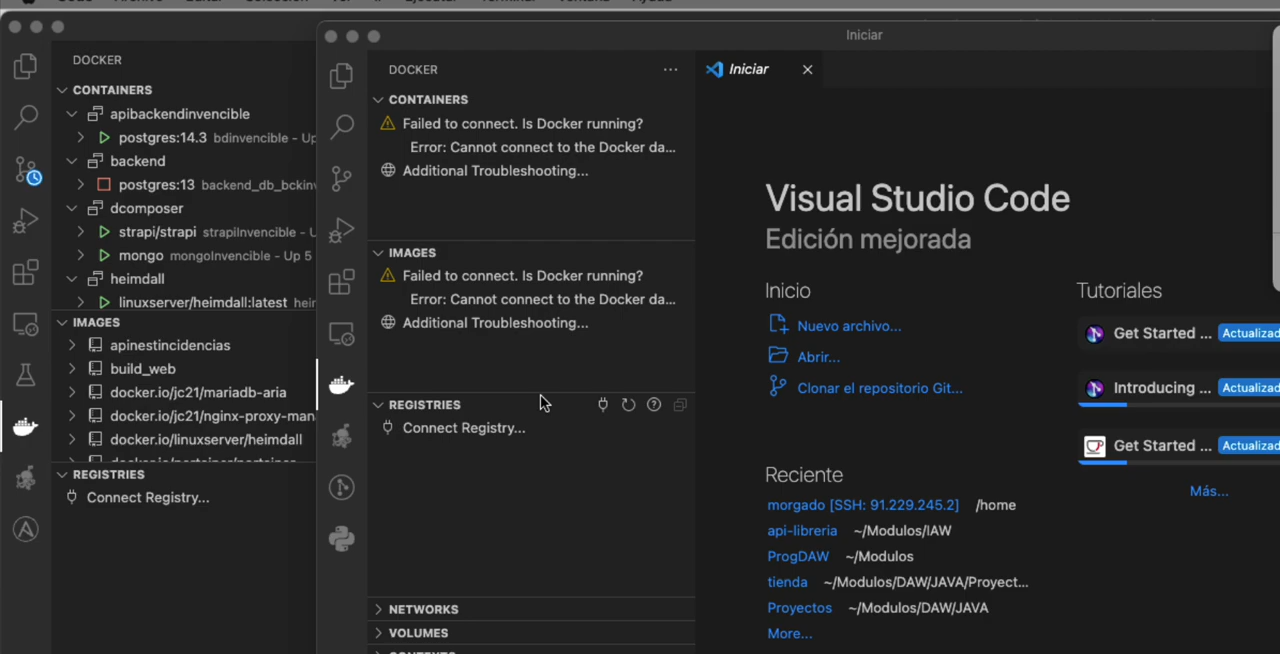 DOCKER
CONTAINERS
apibackendinvencible
postgres:14.3 bdinvencible - Up
backend
postgres:13 backend_db_bckinv
dcomposer
strapi/strapi strapiInvencible - U
mongo mongoInvencible - Up 5
heimdall
linuxserver/heimdall:latest hein
IMAGES
apinestincidencias
build_web
docker.io/jc21/mariadb-aria
docker.io/jc21/nginx-proxy-man
docker.io/linuxserver/heimdall
REGISTRIES
Connect Registry...
Iniciar
DOCKER
CONTAINERS
Failed to connect. Is Docker running?
Error: Cannot connect to the Docker da...
Additional Troubleshooting...
IMAGES
Failed to connect. Is Docker running?
Error: Cannot connect to the Docker da...
Additional Troubleshooting...
REGISTRIES
Connect Registry...
NETWORKS
VOLUMES
Iniciar
Visual Studio Code
Edición mejorada
Inicio
Nuevo archivo...
Abrir...
Clonar el repositorio Git...
Reciente
morgado [SSH: 91.229.245.2] /home
api-libreria ~/Modulos/IAW
ProgDAW ~/Modulos
tienda ~/Modulos/DAW/JAVA/Proyect...
Proyectos ~/Modulos/DAW/JAVA
More...
Tutoriales
Get Started ... Actualizad
Introducing ... Actualizad
Get Started ... Actualizad
Más...